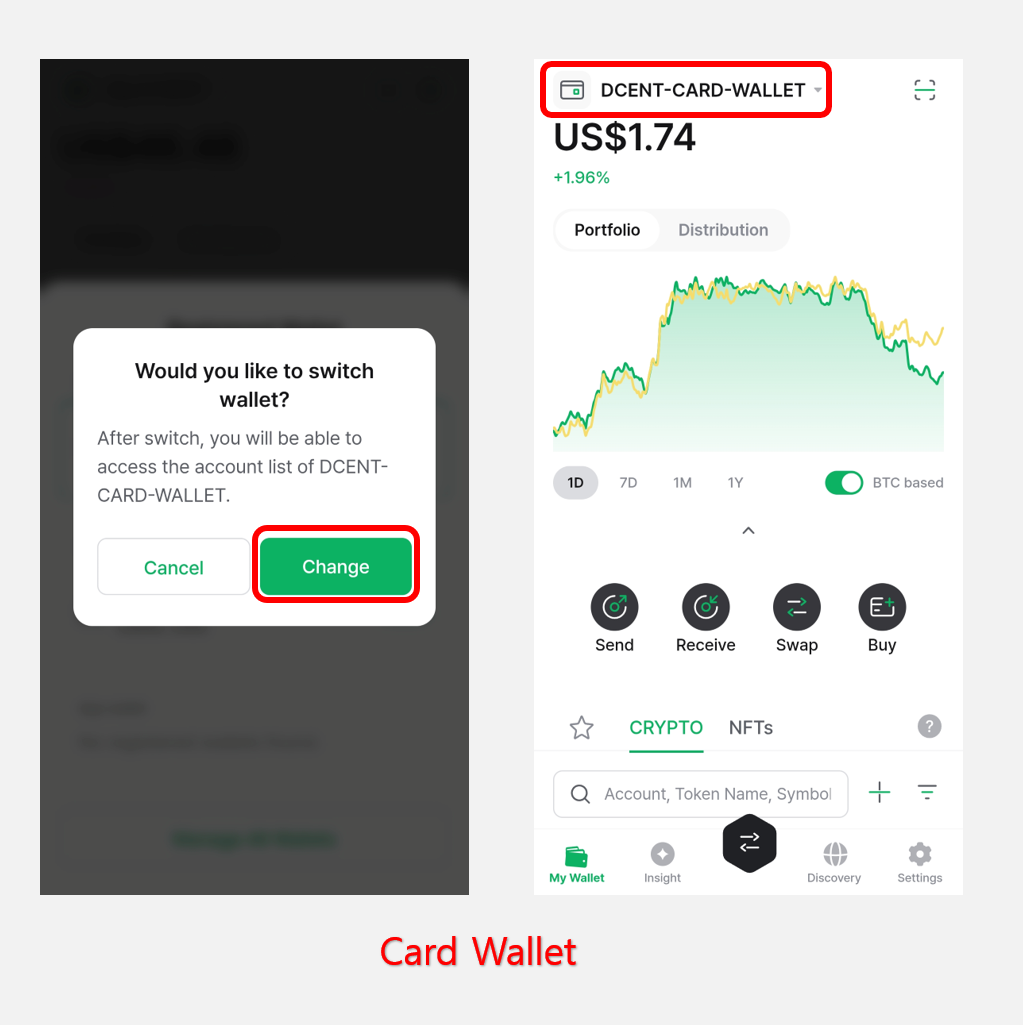 Would you like to switch
wallet?
After switch, you will be able to
access the account list of DCENT-
CARD-WALLET.
Cancel
Change
DCENT-CARD-WALLET
US$1.74
+1.96%
Portfolio
Distribution
1D
7D
1M
1Y
BTC based
Send
Receive
Swap
Buy
CRYPTO
NFTs
?
Account, Token Name, Symbol
My Wallet
Insight
Discovery
Settings
Card Wallet